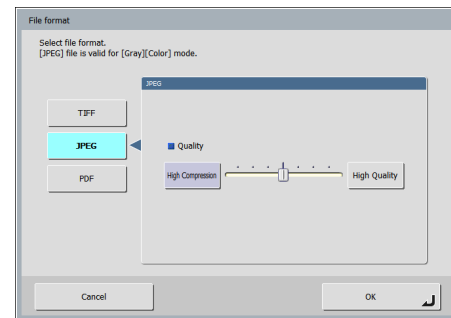 File format
Select file format.
[JPEG] file is valid for [Gray][Color] mode.
JPEG
TIFF
JPEG
PDF
Quality
High Compression
High Quality
Cancel
OK